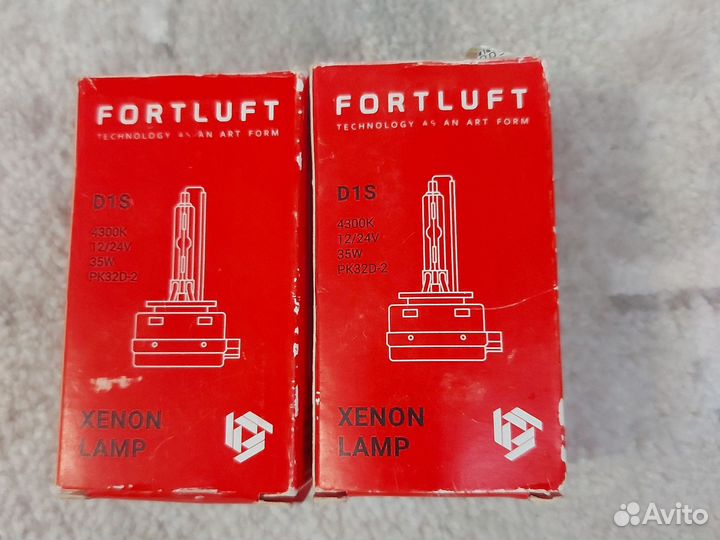 FORTLUFT
TECHNOLOGY AS AN ART FORM
D1S
4300K
12/24V
35W
PK32D-2
XENON
LAMP
FORTLUFT
TECHNOLOGY AS AN ART FORM
D1S
4300K
12/24V
35W
PK32D-2
XENON
LAMP
Avito